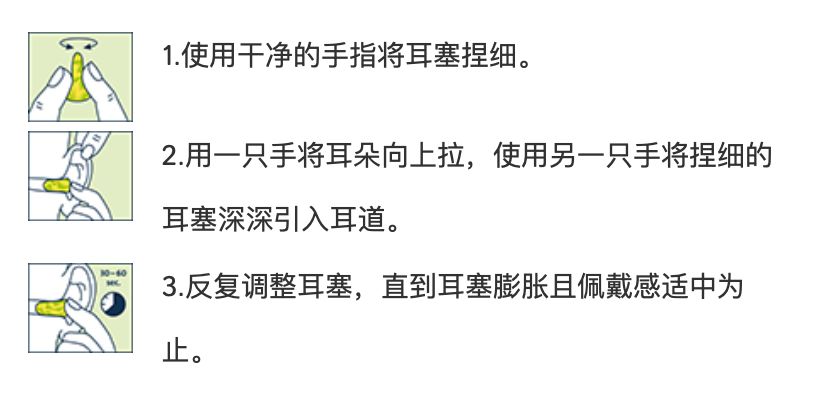 1.使用干净的手指将耳塞捏细。
2.用一只手将耳朵向上拉，使用另一只手将捏细的
耳塞深深引入耳道。
30-60
sec.
3.反复调整耳塞，直到耳塞膨胀且佩戴感适中为
止。